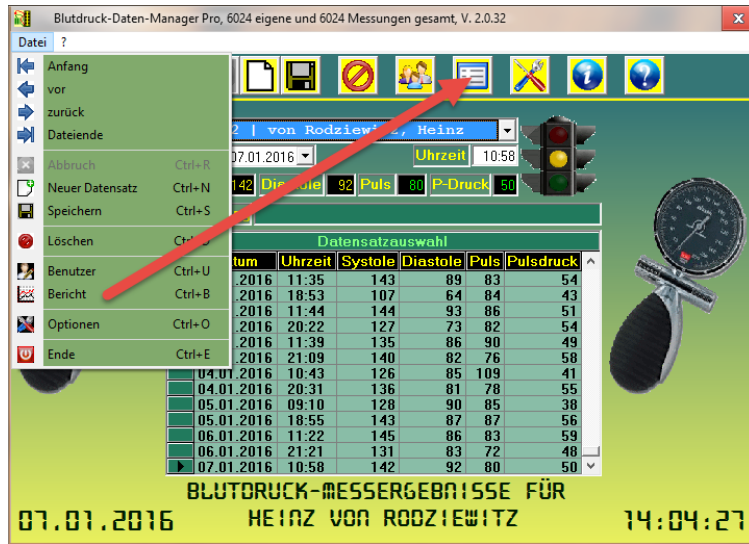 Blutdruck-Daten-Manager Pro, 6024 eigene und 6024 Messungen gesamt, V. 2.0.32
Datei ?
Anfang
vor
zurück
Dateiende
Abbruch Ctrl+R
Neuer Datensatz Ctrl+N
Speichern Ctrl+S
Löschen
Benutzer Ctrl+U
Bericht Ctrl+B
Optionen Ctrl+O
Ende Ctrl+E
2 | von Rodziewitz, Heinz
07.01.2016 Uhrzeit 10:58
142 Diastole 92 Puls 80 P-Druck 50
Datensatzauswahl
Uhrzeit Systole Diastole Puls Pulsdruck
.2016 11:35 143 89 83 54
.2016 18:53 107 64 84 43
.2016 11:44 144 93 86 51
.2016 20:22 127 73 82 54
.2016 11:39 135 86 90 49
.2016 21:09 140 82 76 58
04.01.2016 10:43 126 85 109 41
04.01.2016 20:31 136 81 78 55
05.01.2016 09:10 128 90 85 38
05.01.2016 18:55 143 87 87 56
06.01.2016 11:22 145 86 83 59
06.01.2016 21:21 131 83 72 48
07.01.2016 10:58 142 92 80 50
BLUTDRUCK-MESSERGEBNISSE FÜR
07.01.2016 HEINZ VON RODZIEWITZ 14:04:27